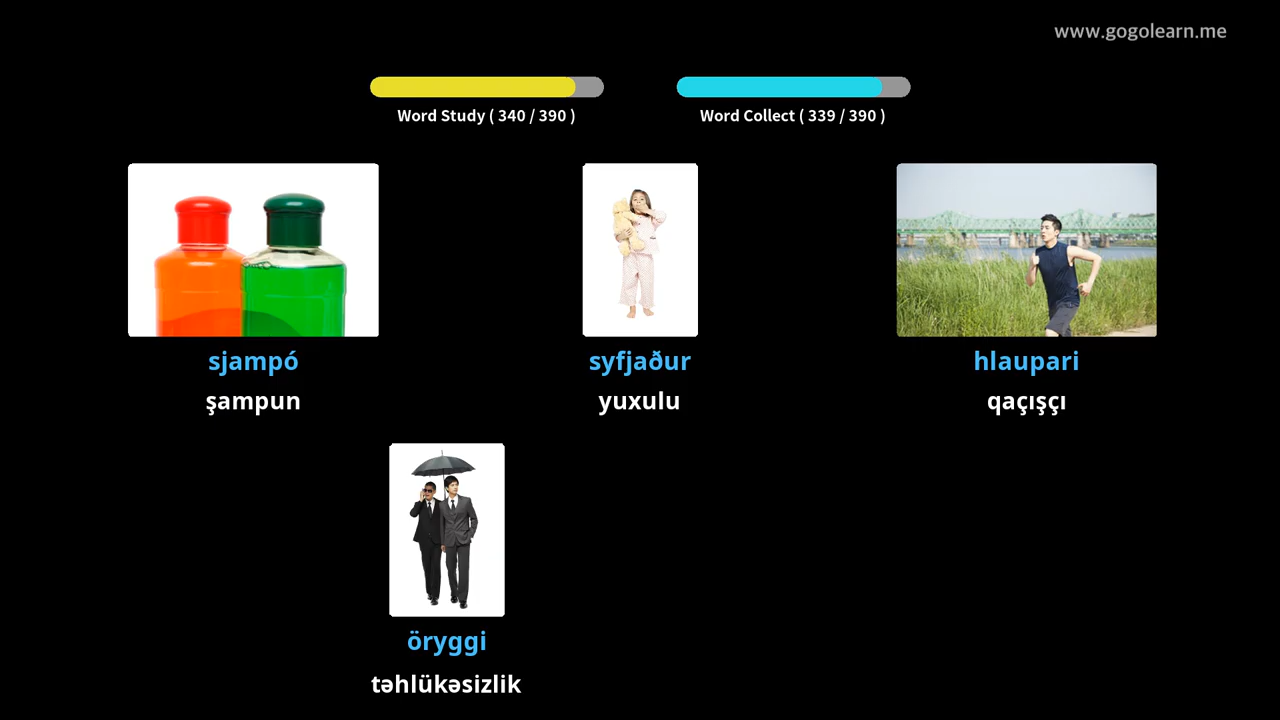 www.gogolearn.me
Word Study ( 340 / 390 )
Word Collect ( 339 / 390 )
sjampó
şampun
syfjaður
yuxulu
hlaupari
qaçışçı
öryggi
təhlükəsizlik